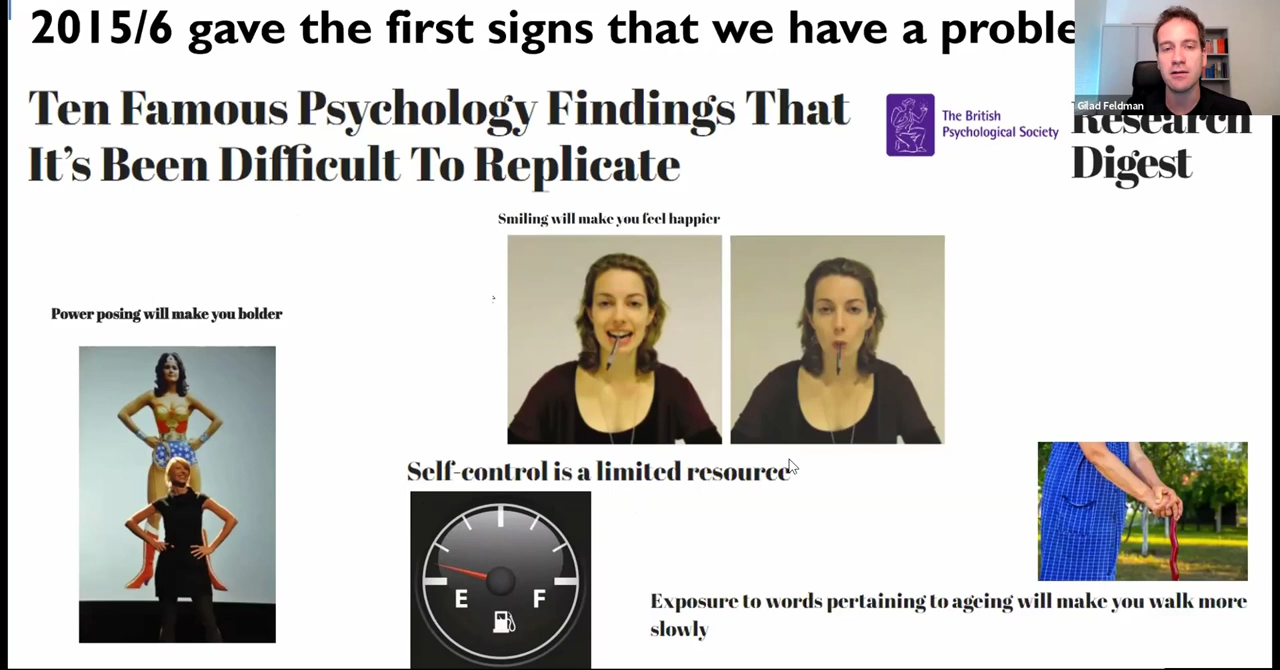 2015/6 gave the first signs that we have a proble
Gilad Feldman
Ten Famous Psychology Findings That
It's Been Difficult To Replicate
The British
Psychological Society
Research
Digest
Smiling will make you feel happier
Power posing will make you bolder
Self-control is a limited resource
E F
Exposure to words pertaining to ageing will make you walk more
slowly